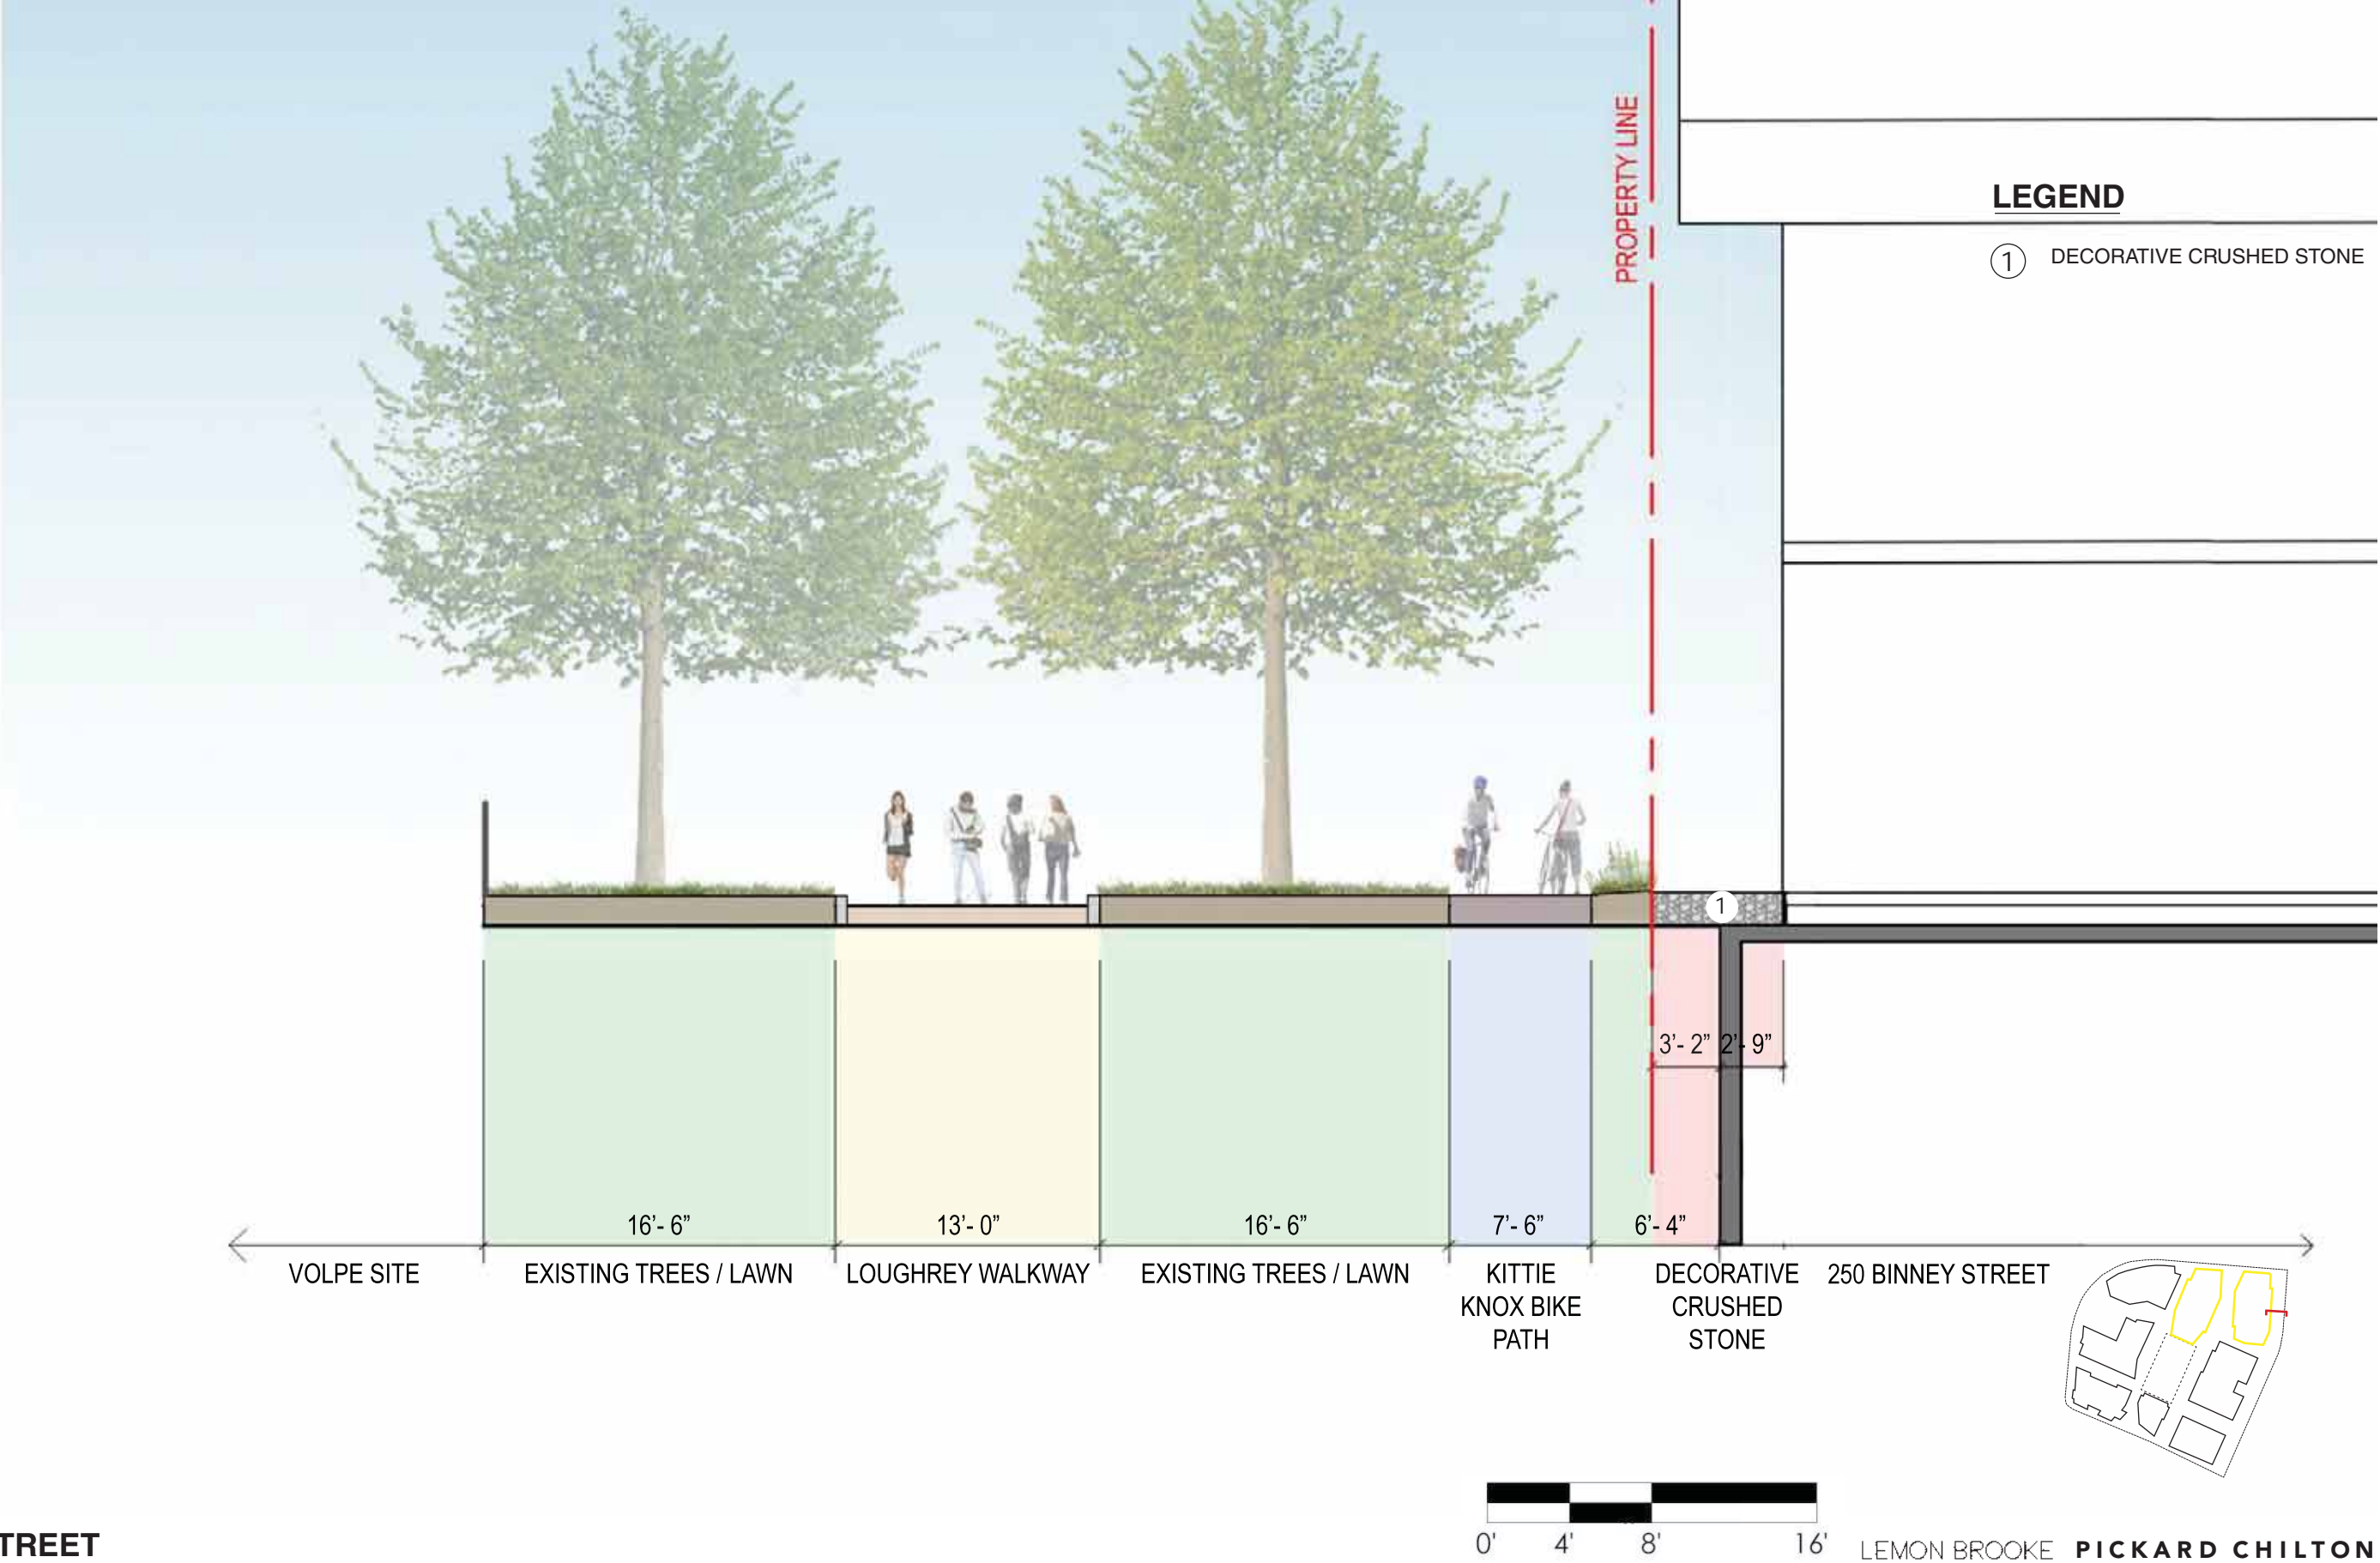 PROPERTY LINE
LEGEND
1 DECORATIVE CRUSHED STONE
1
3’- 2” 2’- 9”
16’- 6” 13’- 0” 16’- 6” 7’- 6” 6’- 4”
VOLPE SITE
EXISTING TREES / LAWN
LOUGHREY WALKWAY
EXISTING TREES / LAWN
KITTIE
KNOX BIKE
PATH
DECORATIVE
CRUSHED
STONE
250 BINNEY STREET
0' 4' 8' 16'
TREET
LEMON BROOKE PICKARD CHILTON